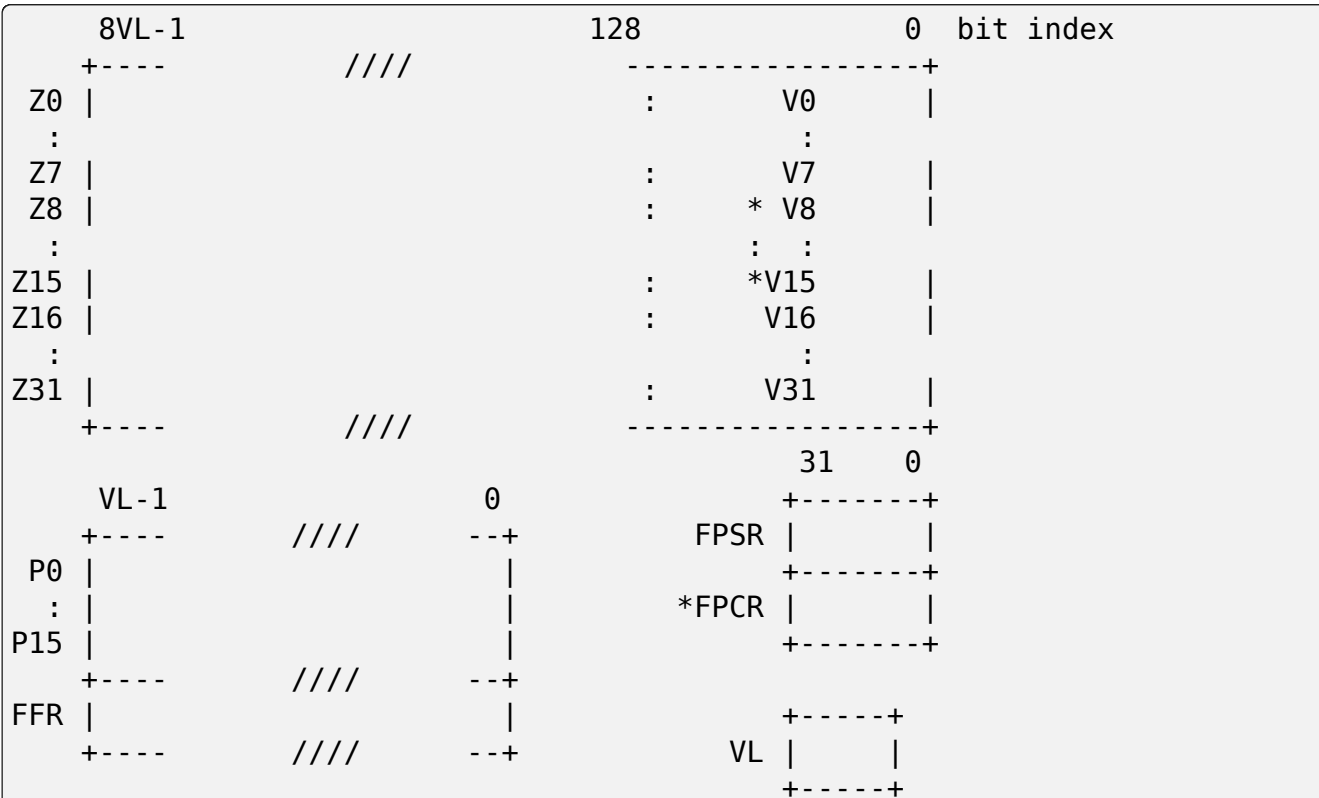 8VL-1                       128               0  bit index
    +----          ////            -----------------+
 Z0 |                               :       V0      |
  :                                          :
 Z7 |                               :       V7      |
 Z8 |                               :     * V8      |
  :                                       :  :
Z15 |                               :     *V15      |
Z16 |                               :      V16      |
  :                                          :
Z31 |                               :      V31      |
    +----          ////            -----------------+
                                             31    0
     VL-1                  0                +-------+
    +----       ////      --+          FPSR |       |
 P0 |                       |               +-------+
  : |                       |         *FPCR |       |
P15 |                       |               +-------+
    +----       ////      --+
FFR |                       |               +-----+
    +----       ////      --+            VL |     |
                                            +-----+